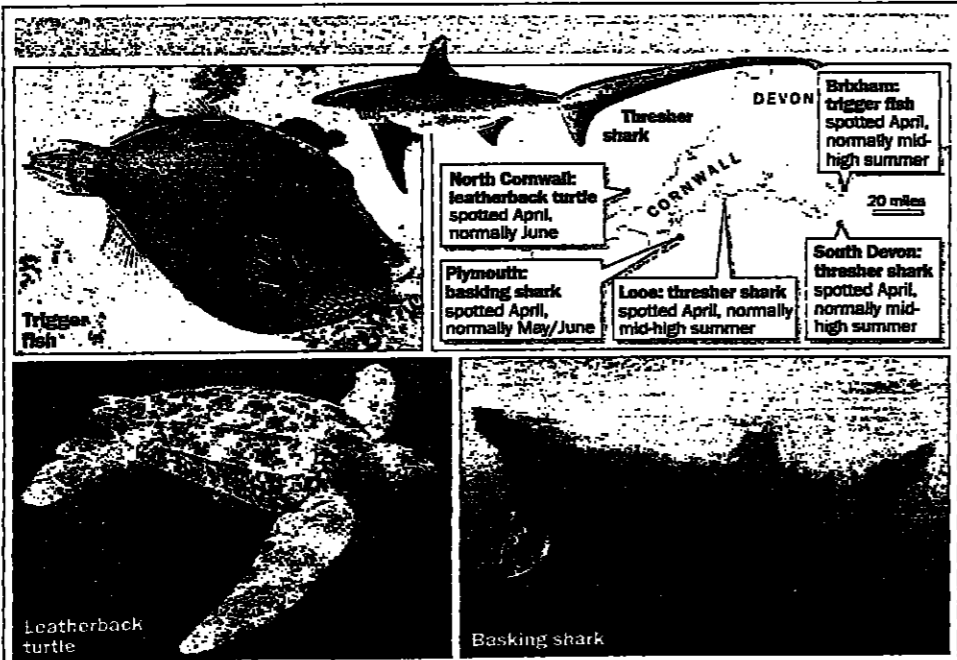 Thresher
shark
DEVON
CORNWALL
Brixham:
trigger fish
spotted April,
normally mid-
high summer
20 miles
North Cornwall:
leatherback turtle
spotted April,
normally June
Plymouth:
basking shark
spotted April,
normally May/June
Looe: thresher shark
spotted April, normally
mid-high summer
South Devon:
thresher shark
spotted April,
normally mid-
high summer
Trigger
fish
Leatherback
turtle
Basking shark